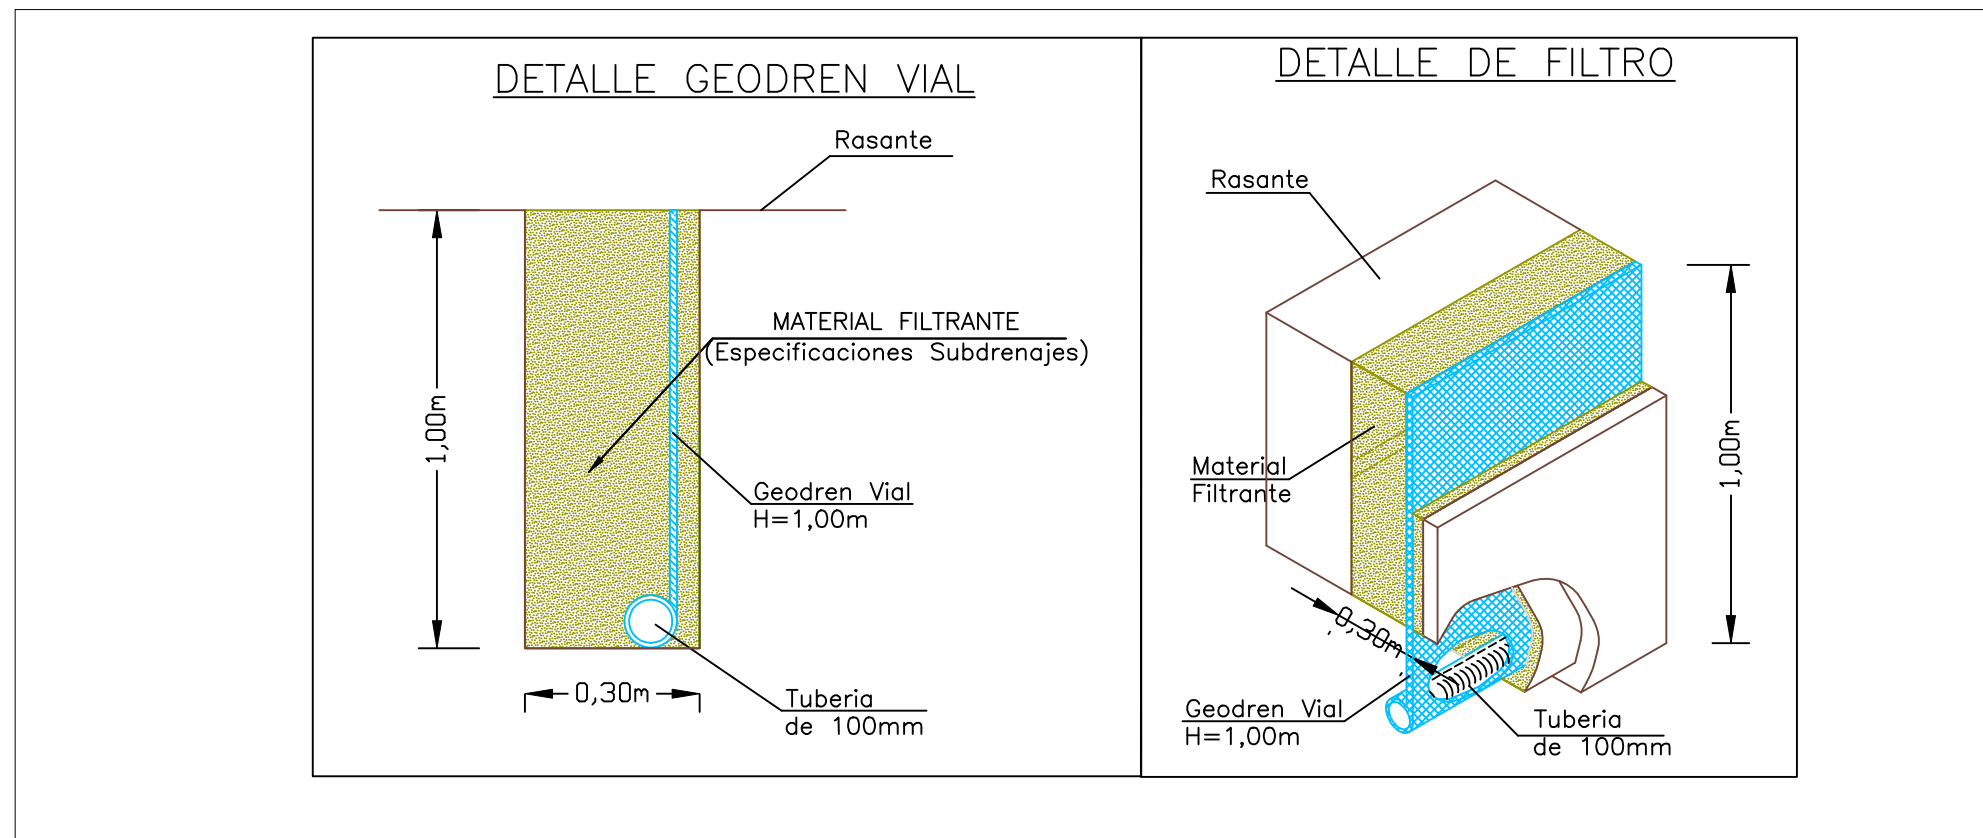 DETALLE GEODREN VIAL
Rasante
MATERIAL FILTRANTE
(Especificaciones Subdrenajes)
1,00m
Geodren Vial
H=1,00m
0,30m
Tuberia
de 100mm
DETALLE DE FILTRO
Rasante
Material
Filtrante
1,00m
0,30m
Geodren Vial
H=1,00m
Tuberia
de 100mm